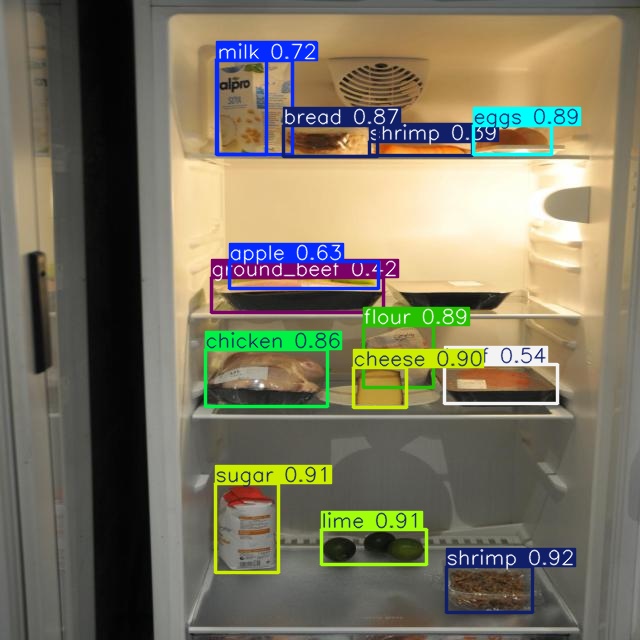 milk 0.72
alpro
SOYA
bread 0.87
shrimp 0.39
eggs 0.89
apple 0.63
ground_beef 0.42
flour 0.89
chicken 0.86
cheese 0.90
f 0.54
sugar 0.91
lime 0.91
shrimp 0.92